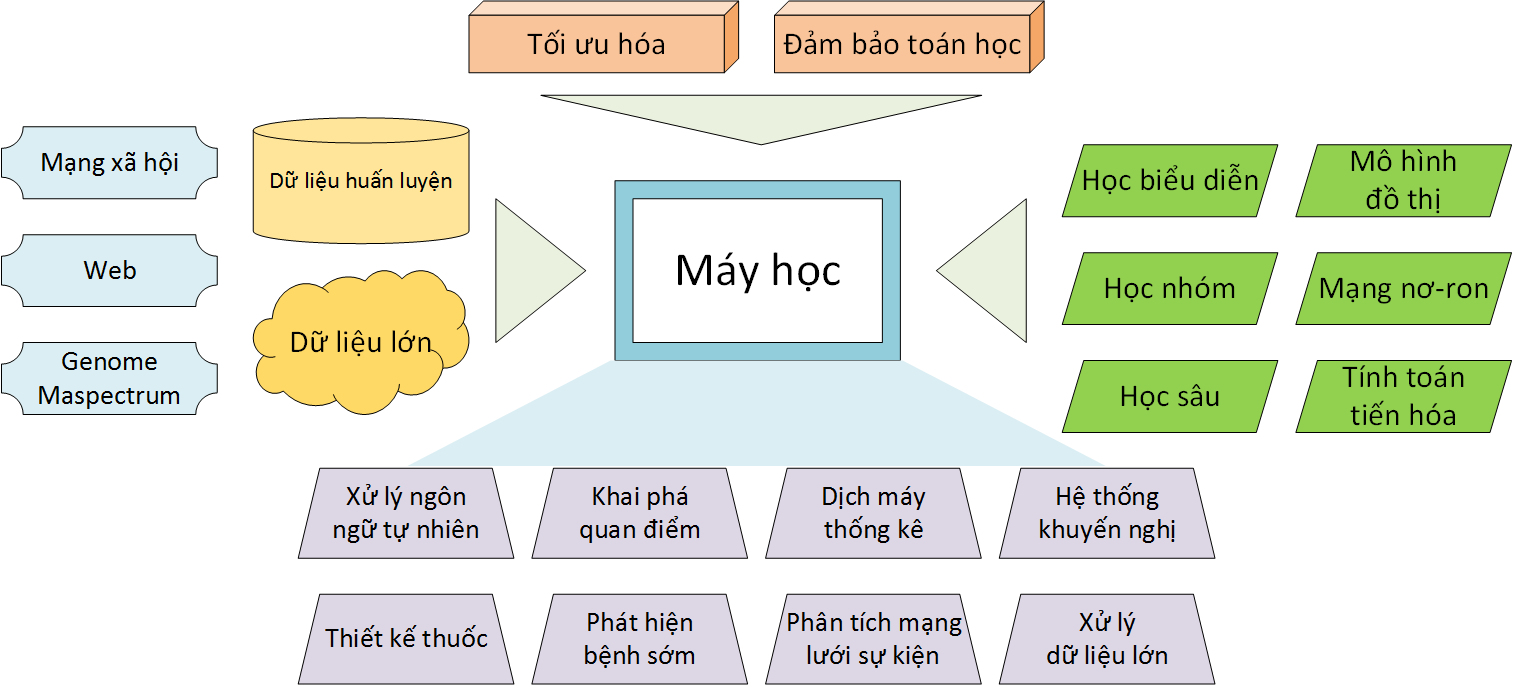 Tối ưu hóa
Đảm bảo toán học
Mạng xã hội
Web
Genome
Maspectrum
Dữ liệu huấn luyện
Dữ liệu lớn
Máy học
Học biểu diễn
Mô hình
đồ thị
Học nhóm
Mạng nơ-ron
Học sâu
Tính toán
tiến hóa
Xử lý ngôn
ngữ tự nhiên
Khai phá
quan điểm
Dịch máy
thống kê
Hệ thống
khuyến nghị
Thiết kế thuốc
Phát hiện
bệnh sớm
Phân tích mạng
lưới sự kiện
Xử lý
dữ liệu lớn